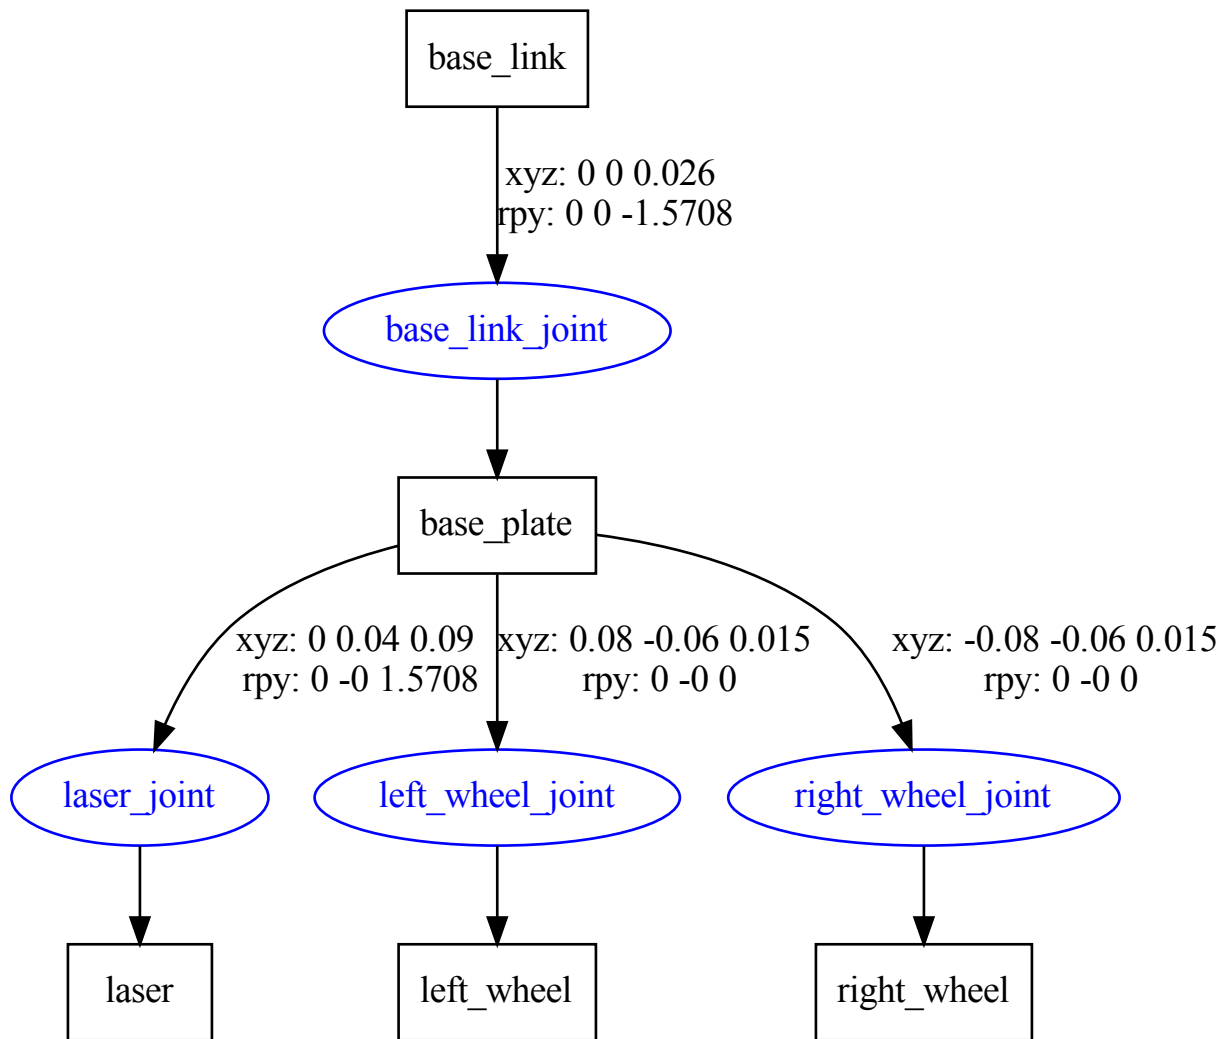 base_link
xyz: 0 0 0.026
rpy: 0 0 -1.5708
base_link_joint
base_plate
xyz: 0 0.04 0.09
rpy: 0 -0 1.5708
xyz: 0.08 -0.06 0.015
rpy: 0 -0 0
xyz: -0.08 -0.06 0.015
rpy: 0 -0 0
laser_joint
left_wheel_joint
right_wheel_joint
laser
left_wheel
right_wheel